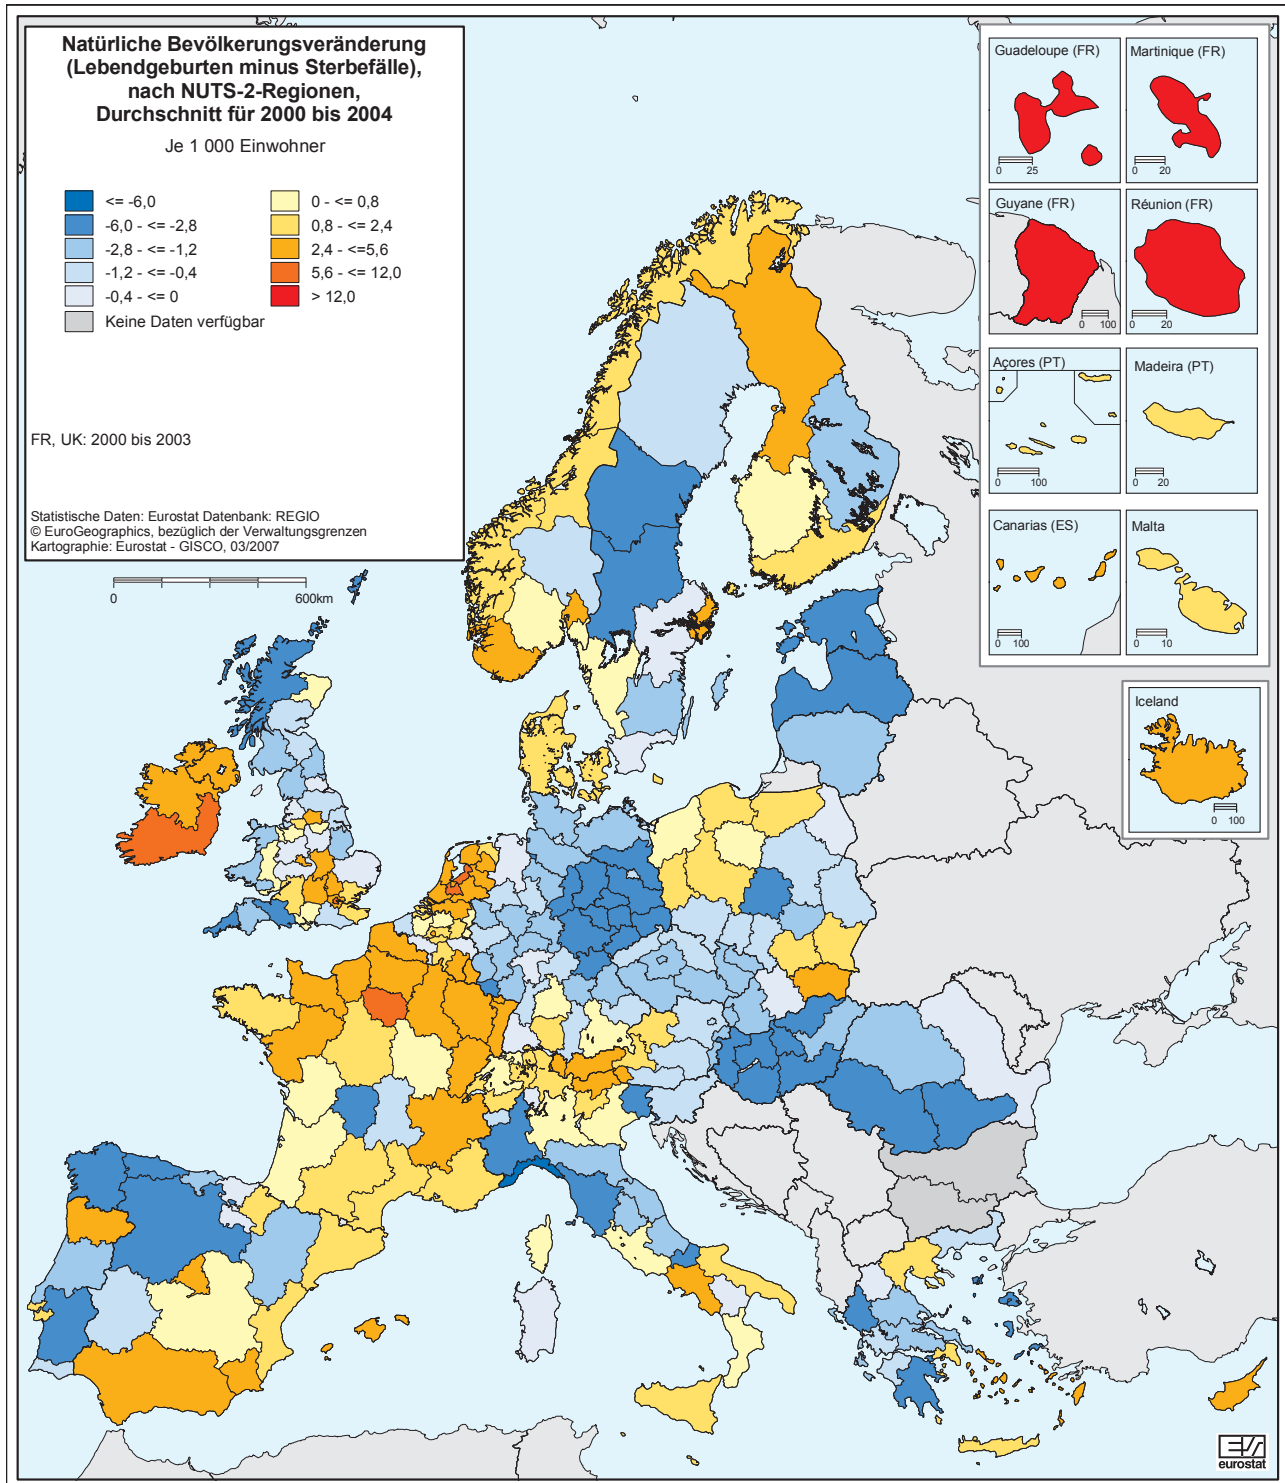 Natürliche Bevölkerungsveränderung
(Lebendgeburten minus Sterbefälle),
nach NUTS-2-Regionen,
Durchschnitt für 2000 bis 2004
Je 1 000 Einwohner
<= -6,0
-6,0 - <= -2,8
-2,8 - <= -1,2
-1,2 - <= -0,4
-0,4 - <= 0
Keine Daten verfügbar
0 - <= 0,8
0,8 - <= 2,4
2,4 - <=5,6
5,6 - <= 12,0
> 12,0
FR, UK: 2000 bis 2003
Statistische Daten: Eurostat Datenbank: REGIO
© EuroGeographics, bezüglich der Verwaltungsgrenzen
Kartographie: Eurostat - GISCO, 03/2007
0 600km
Guadeloupe (FR)
0 25
Martinique (FR)
0 20
Guyane (FR)
0 100
Réunion (FR)
0 20
Açores (PT)
0 100
Madeira (PT)
0 20
Canarias (ES)
0 100
Malta
0 10
Iceland
0 100
eurostat